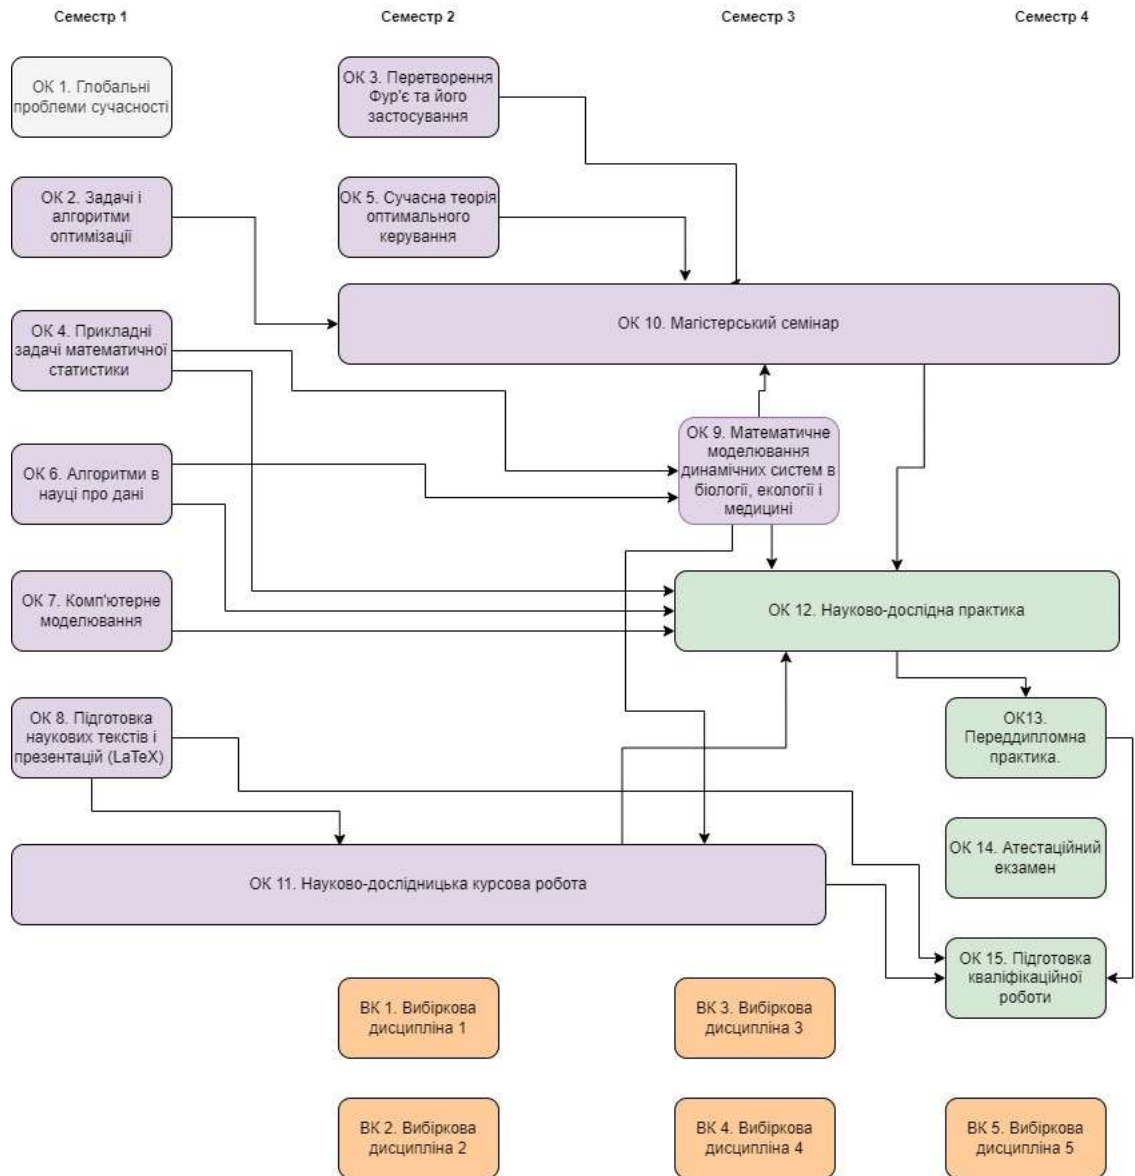 Семестр 1
Семестр 2
Семестр 3
Семестр 4
ОК 1. Глобальні
проблеми сучасності
ОК 3. Перетворення
Фур'є та його
застосування
ОК 2. Задачі і
алгоритми
оптимізації
ОК 5. Сучасна теорія
оптимального
керування
ОК 10. Магістерський семінар
ОК 4. Прикладні
задачі математичної
статистики
ОК 9. Математичне
моделювання
динамічних систем в
біології, екології і
медицині
ОК 6. Алгоритми в
науці про дані
ОК 7. Комп'ютерне
моделювання
ОК 12. Науково-дослідна практика
ОК 8. Підготовка
наукових текстів і
презентацій (LaTeX)
ОК13.
Переддипломна
практика.
ОК 14. Атестаційний
екзамен
ОК 11. Науково-дослідницька курсова робота
ОК 15. Підготовка
кваліфікаційної
роботи
ВК 1. Вибіркова
дисципліна 1
ВК 3. Вибіркова
дисципліна 3
ВК 2. Вибіркова
дисципліна 2
ВК 4. Вибіркова
дисципліна 4
ВК 5. Вибіркова
дисципліна 5